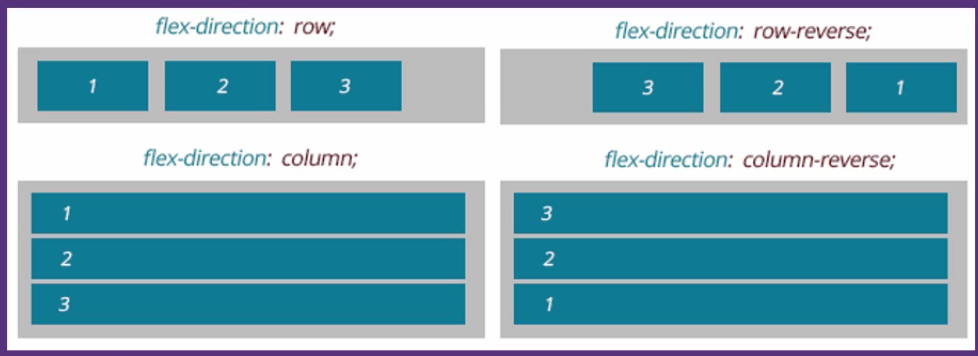 flex-direction: row;
1 2 3
flex-direction: row-reverse;
3 2 1
flex-direction: column;
1
2
3
flex-direction: column-reverse;
3
2
1